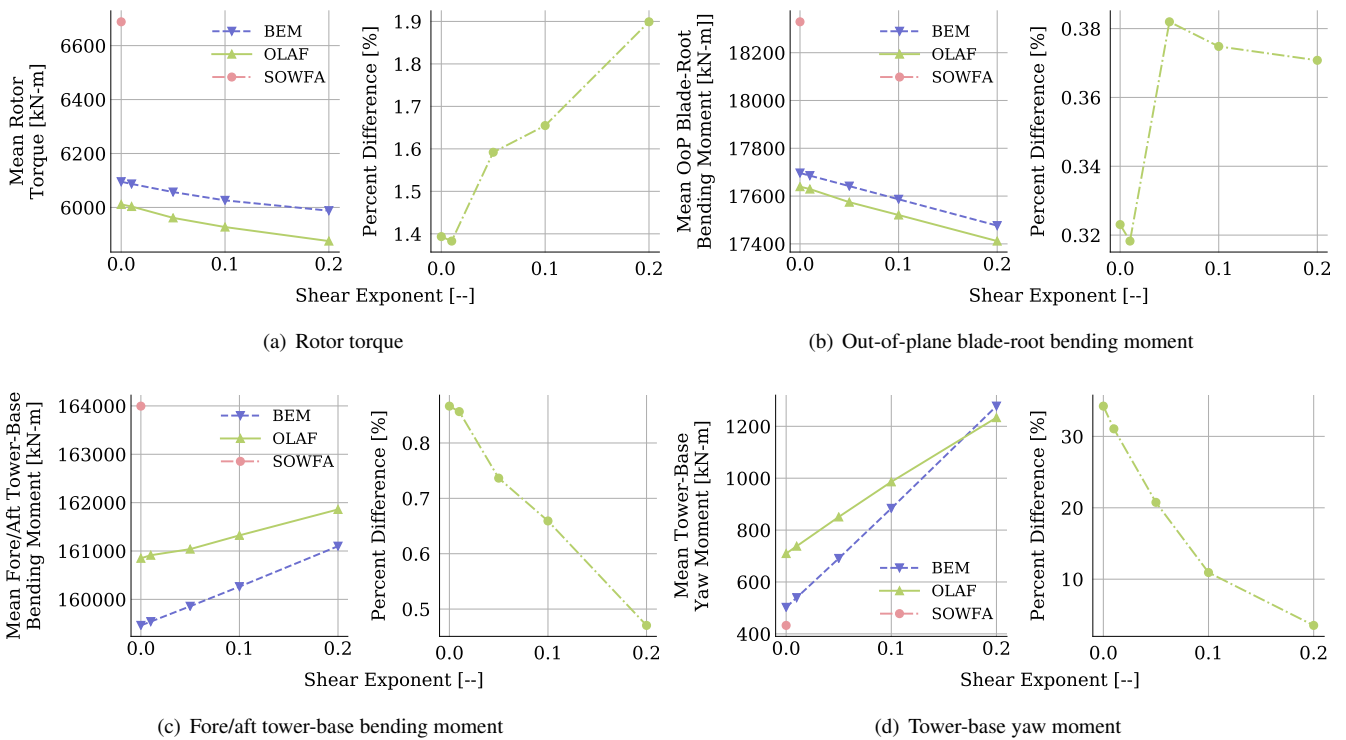 Mean Rotor
Torque [kN-m]
6600
6400
6200
6000
BEM
OLAF
SOWFA
0.0
0.1
0.2
Percent Difference [%]
1.9
1.8
1.7
1.6
1.5
1.4
0.0
0.1
0.2
Shear Exponent [--]
(a) Rotor torque
Mean OoP Blade-Root
Bending Moment [kN-m]]
18200
18000
17800
17600
17400
BEM
OLAF
SOWFA
0.0
0.1
0.2
Percent Difference [%]
0.38
0.36
0.34
0.32
0.0
0.1
0.2
Shear Exponent [--]
(b) Out-of-plane blade-root bending moment
Mean Fore/Aft Tower-Base
Bending Moment [kN-m]
164000
163000
162000
161000
160000
BEM
OLAF
SOWFA
0.0
0.1
0.2
Percent Difference [%]
0.8
0.7
0.6
0.5
0.0
0.1
0.2
Shear Exponent [--]
(c) Fore/aft tower-base bending moment
Mean Tower-Base
Yaw Moment [kN-m]
1200
1000
800
600
400
BEM
OLAF
SOWFA
0.0
0.1
0.2
Percent Difference [%]
30
20
10
0.0
0.1
0.2
Shear Exponent [--]
(d) Tower-base yaw moment